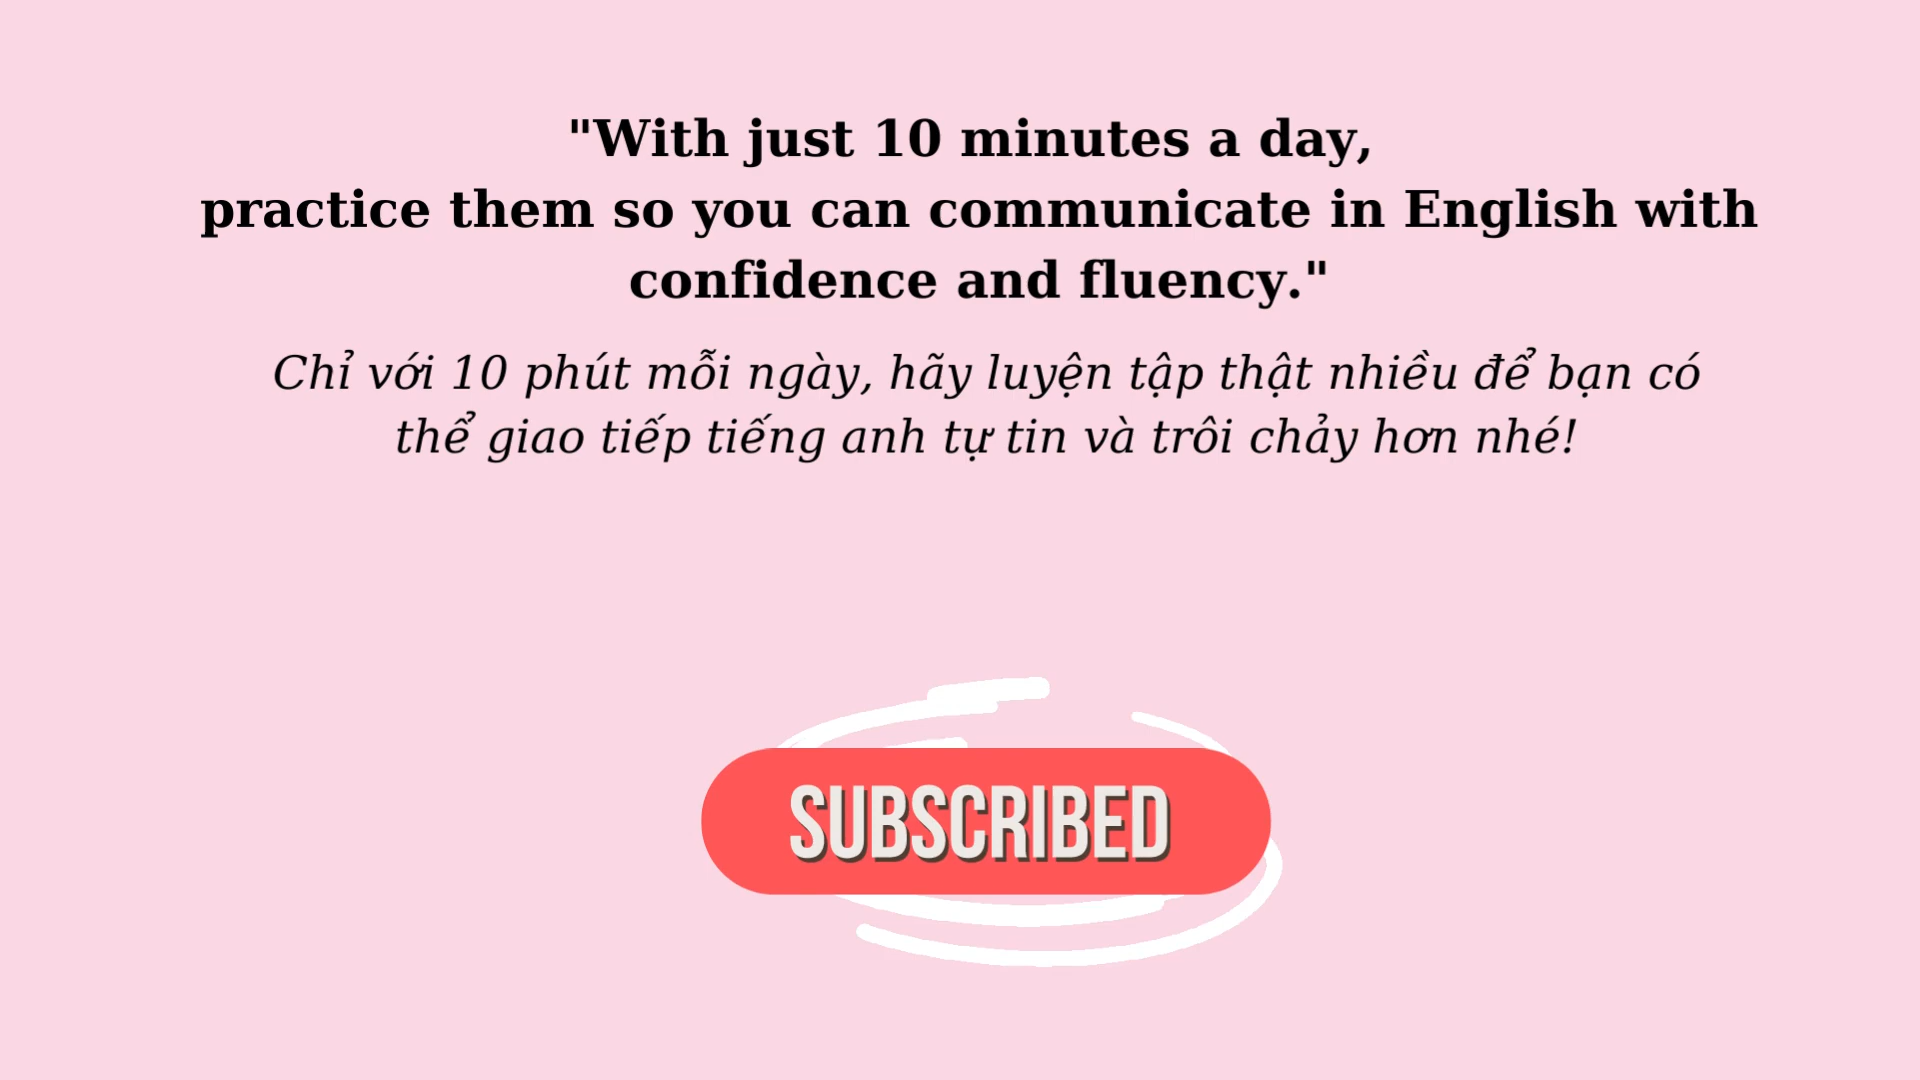 "With just 10 minutes a day,
practice them so you can communicate in English with
confidence and fluency."
Chỉ với 10 phút mỗi ngày, hãy luyện tập thật nhiều để bạn có
thể giao tiếp tiếng anh tự tin và trôi chảy hơn nhé!
SUBSCRIBED